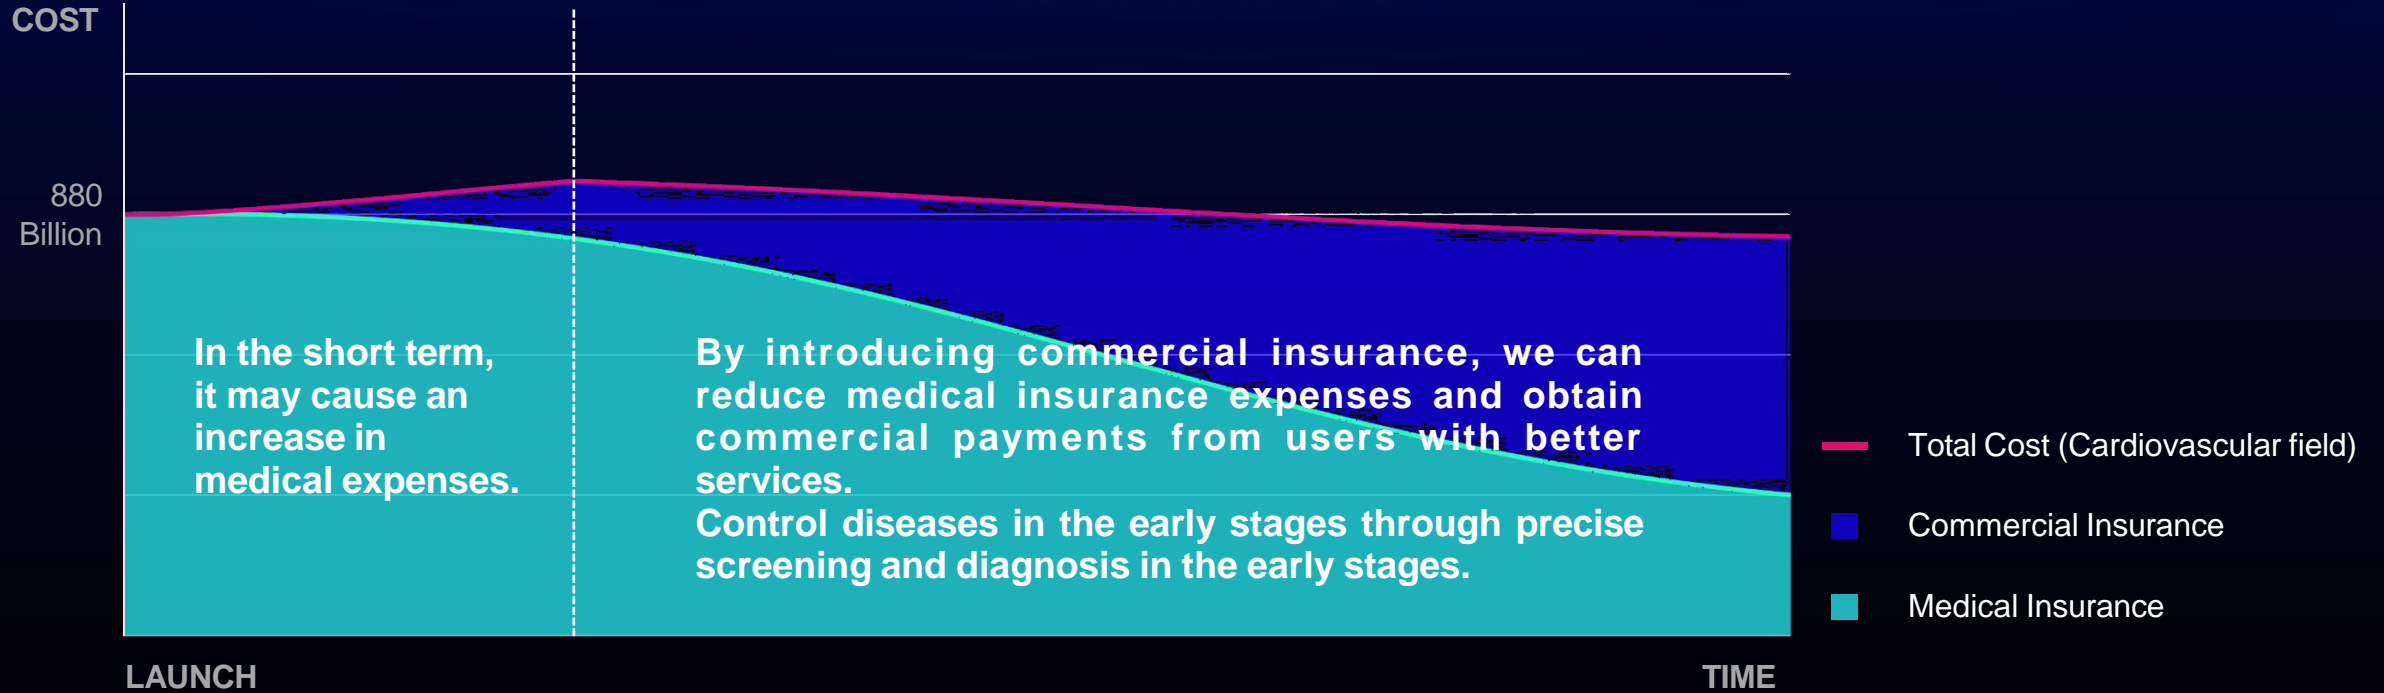 COST
880
Billion
In the short term,
it may cause an
increase in
medical expenses.
By introducing commercial insurance, we can
reduce medical insurance expenses and obtain
commercial payments from users with better
services.
Control diseases in the early stages through precise
screening and diagnosis in the early stages.
Total Cost (Cardiovascular field)
Commercial Insurance
Medical Insurance
LAUNCH
TIME